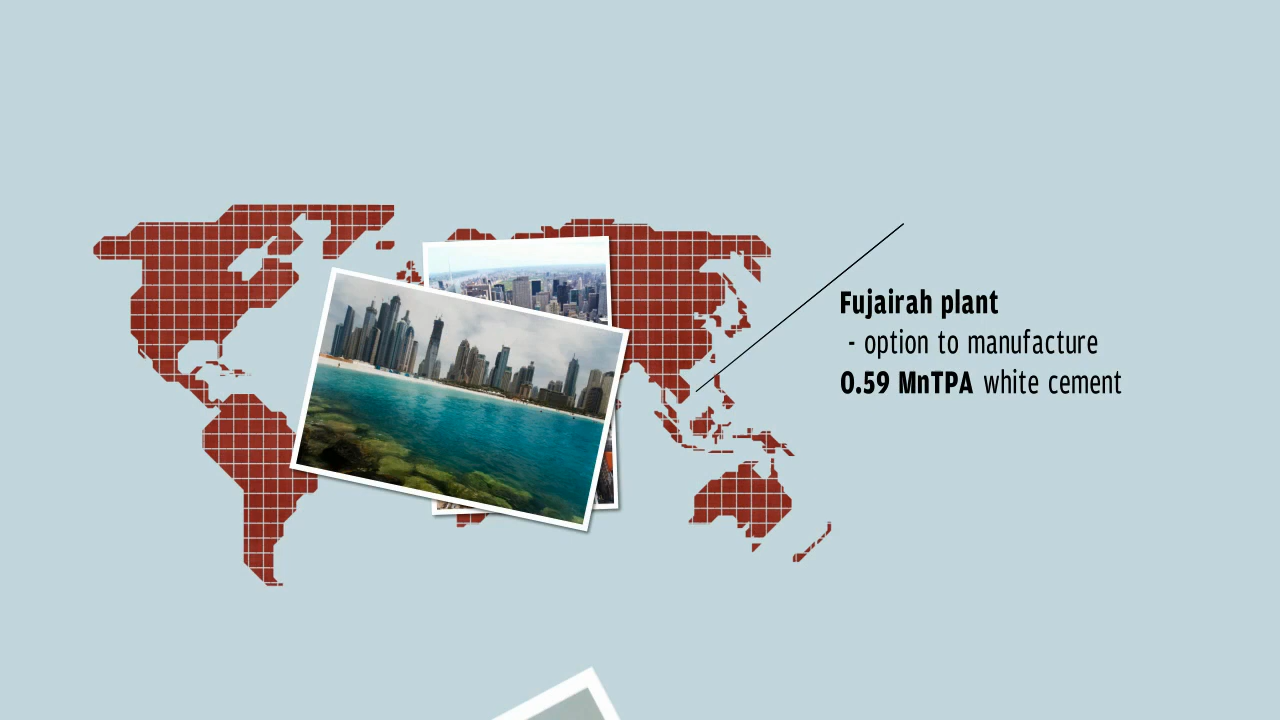 Fujairah plant
- option to manufacture
0.59 MnTPA white cement